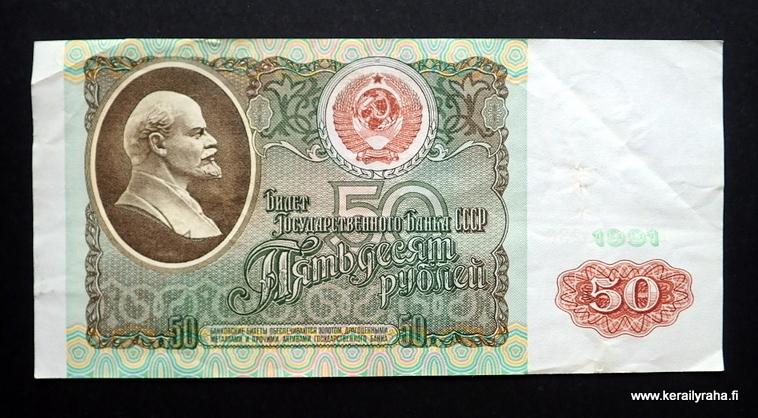 Билет
Государственного Банка СССР
50
Пятьдесят
рублей
1991
50
50
БАНКОВСКИЕ БИЛЕТЫ ОБЕСПЕЧИВАЮТСЯ ЗОЛОТОМ, ДРАГОЦЕННЫМИ
МЕТАЛЛАМИ И ПРОЧИМИ АКТИВАМИ ГОСУДАРСТВЕННОГО БАНКА
50
www.kerailyraha.fi